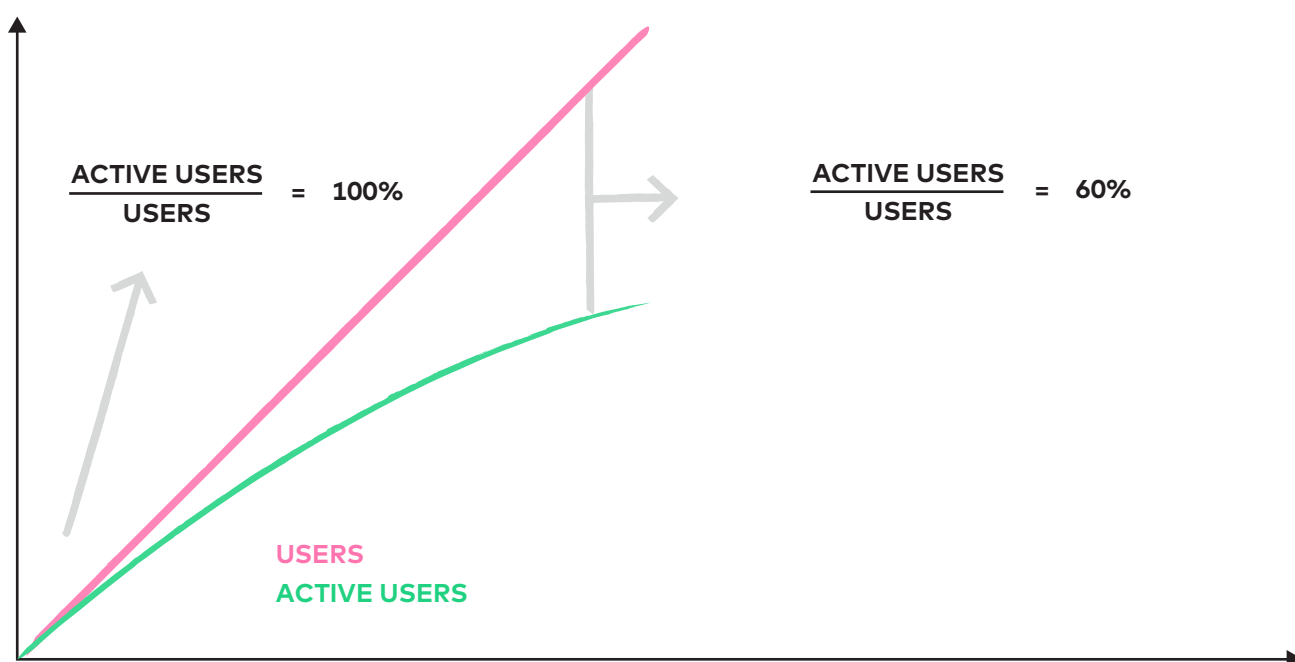 ACTIVE USERS
USERS
= 100%
ACTIVE USERS
USERS
= 60%
USERS
ACTIVE USERS